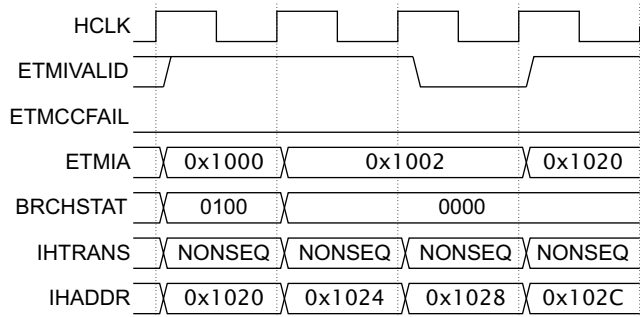 HCLK
ETMIVALID
ETMCCFAIL
ETMIA 0x1000 0x1002 0x1020
BRCHSTAT 0100 0000
IHTRANS NONSEQ NONSEQ NONSEQ NONSEQ
IHADDR 0x1020 0x1024 0x1028 0x102C